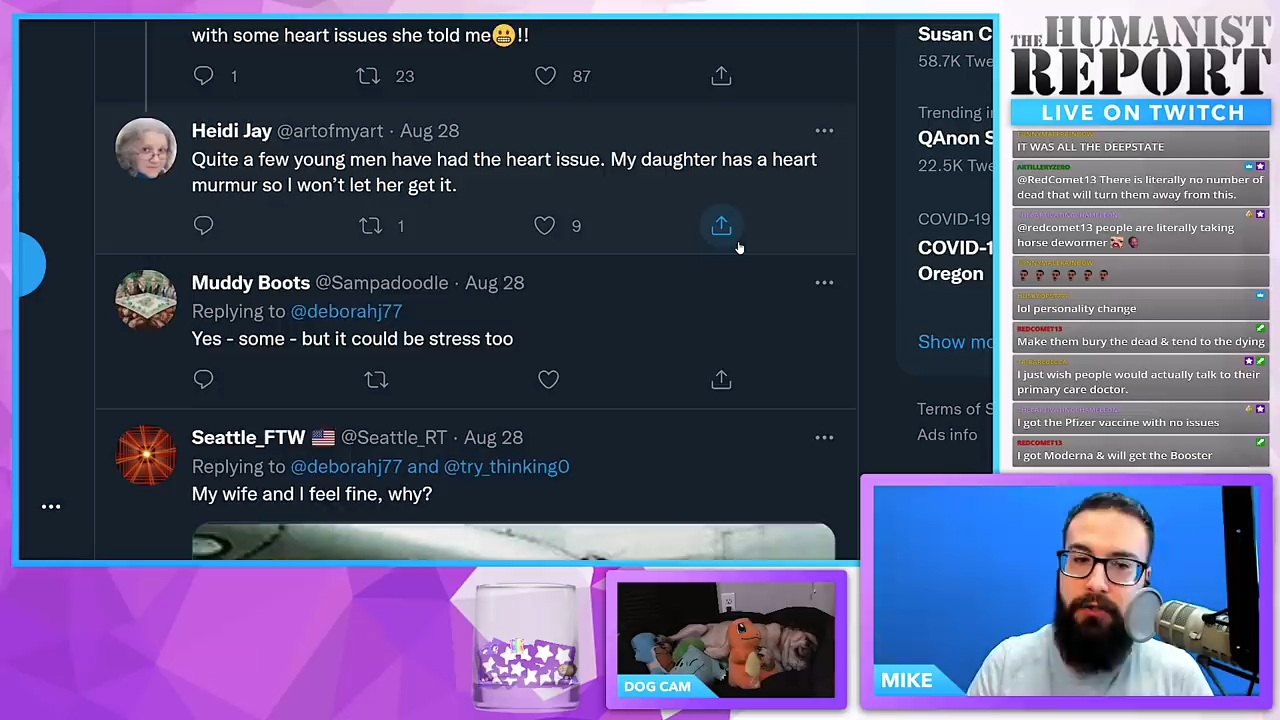 with some heart issues she told me😬!!
1
23
87
Heidi Jay @artofmyart · Aug 28
Quite a few young men have had the heart issue. My daughter has a heart
murmur so I won't let her get it.
1
9
Muddy Boots @Sampadoodle · Aug 28
Replying to @deborahj77
Yes - some - but it could be stress too
Seattle_FTW 🇺🇸 @Seattle_RT · Aug 28
Replying to @deborahj77 and @try_thinking0
My wife and I feel fine, why?
Susan C
58.7K Twe
Trending in
QAnon S
22.5K Twe
COVID-19
COVID-1
Oregon
Show mo
Terms of S
Ads info
THE HUMANIST
REPORT
LIVE ON TWITCH
IT WAS ALL THE DEEPSTATE
ARTILLERYZERO
@RedComet13 There is literally no number of
dead that will turn them away from this.
@redcomet13 people are literally taking
horse dewormer
lol personality change
REDCOMET13
Make them bury the dead & tend to the dying
I just wish people would actually talk to their
primary care doctor.
I got the Pfizer vaccine with no issues
REDCOMET13
I got Moderna & will get the Booster
DOG CAM
MIKE